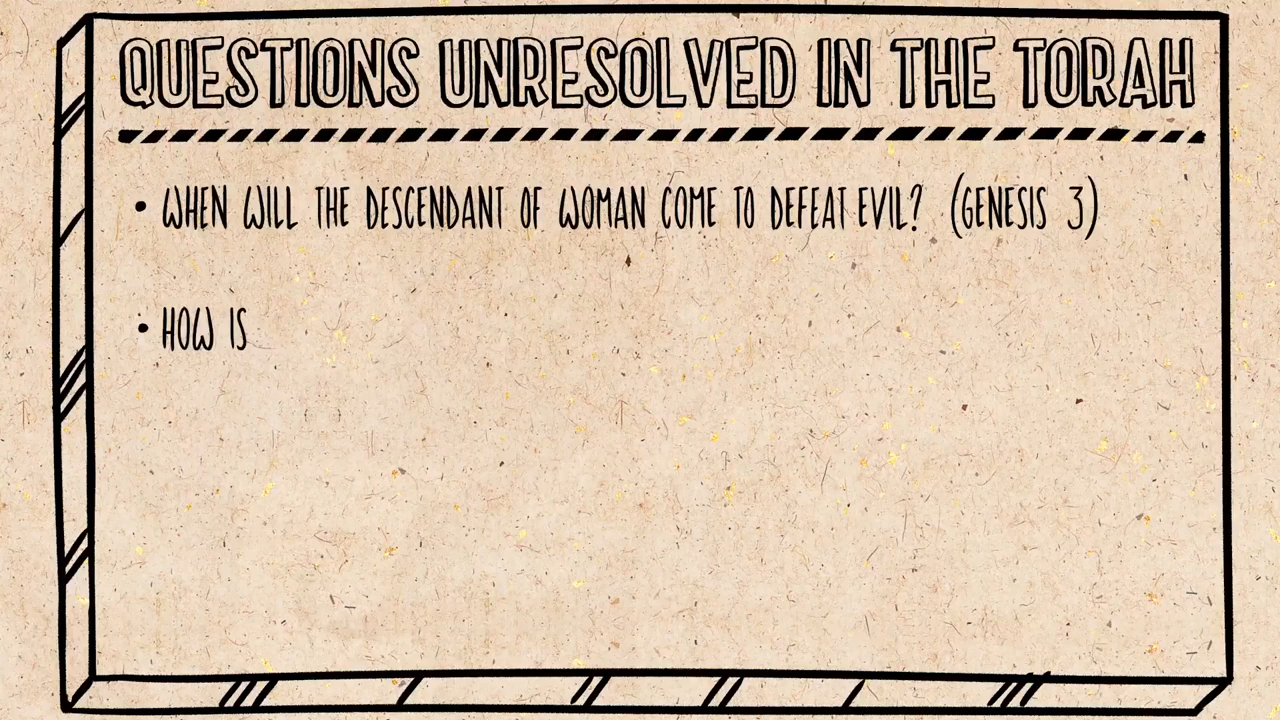 QUESTIONS UNRESOLVED IN THE TORAH
• WHEN WILL THE DESCENDANT OF WOMAN COME TO DEFEAT EVIL? (GENESIS 3)
• HOW IS